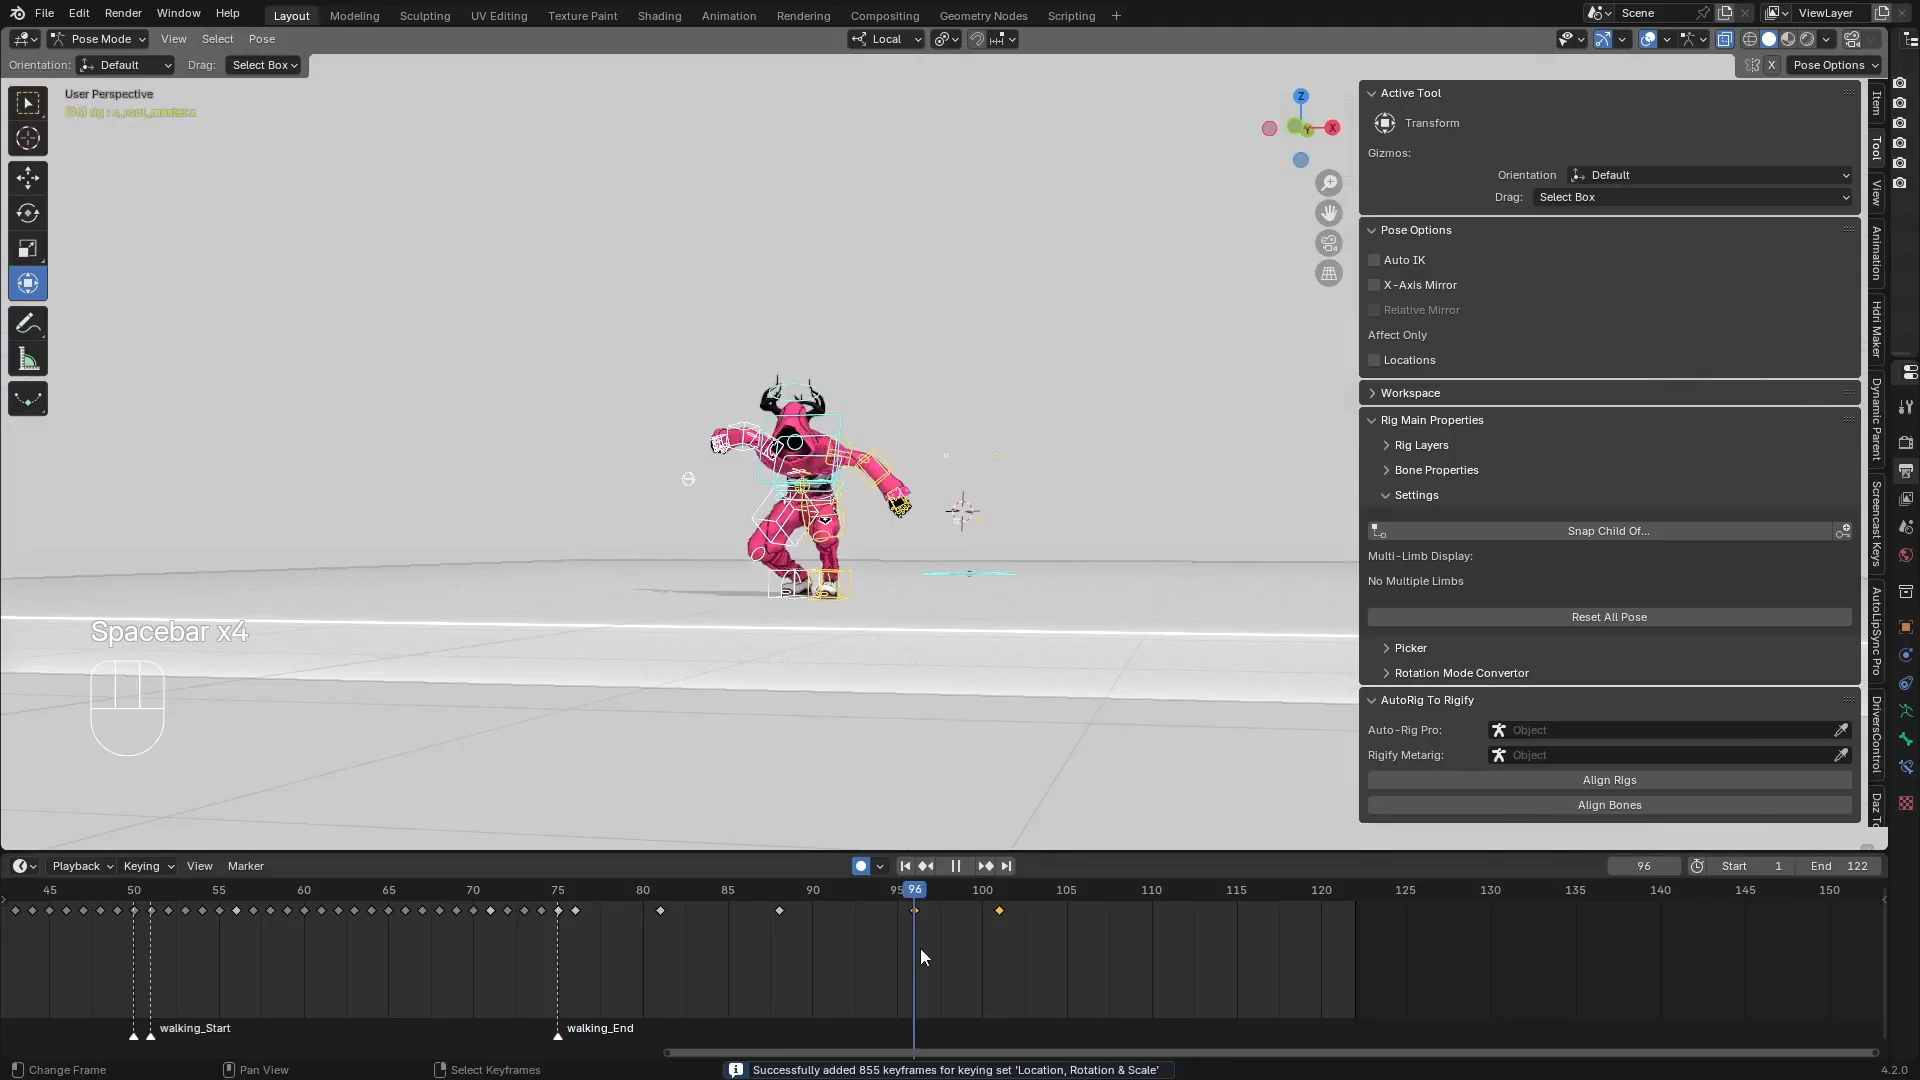 File Edit Render Window Help Layout Modeling Sculpting UV Editing Texture Paint Shading Animation Rendering Compositing Geometry Nodes Scripting + Scene ViewLayer
Pose Mode View Select Pose Local
Orientation: Default Drag: Select Box X Pose Options
User Perspective
(96) rig : c_root_master.x
Z
Y
X
Active Tool
Transform
Gizmos:
Orientation Default
Drag: Select Box
Pose Options
Auto IK
X-Axis Mirror
Relative Mirror
Affect Only
Locations
Workspace
Rig Main Properties
Rig Layers
Bone Properties
Settings
Snap Child Of...
Multi-Limb Display:
No Multiple Limbs
Reset All Pose
Picker
Rotation Mode Convertor
AutoRig To Rigify
Auto-Rig Pro: Object
Rigify Metarig: Object
Align Rigs
Align Bones
Item
Tool
View
Animation
Hdri Maker
Dynamic Parent
Screencast Keys
AutoLipSync Pro
DriversControl
Spacebar x4
Playback Keying View Marker 96 Start 1 End 122
45 50 55 60 65 70 75 80 85 90 95 96 100 105 110 115 120 125 130 135 140 145 150
walking_Start walking_End
Change Frame Pan View Select Keyframes Successfully added 855 keyframes for keying set 'Location, Rotation & Scale' 4.2.0